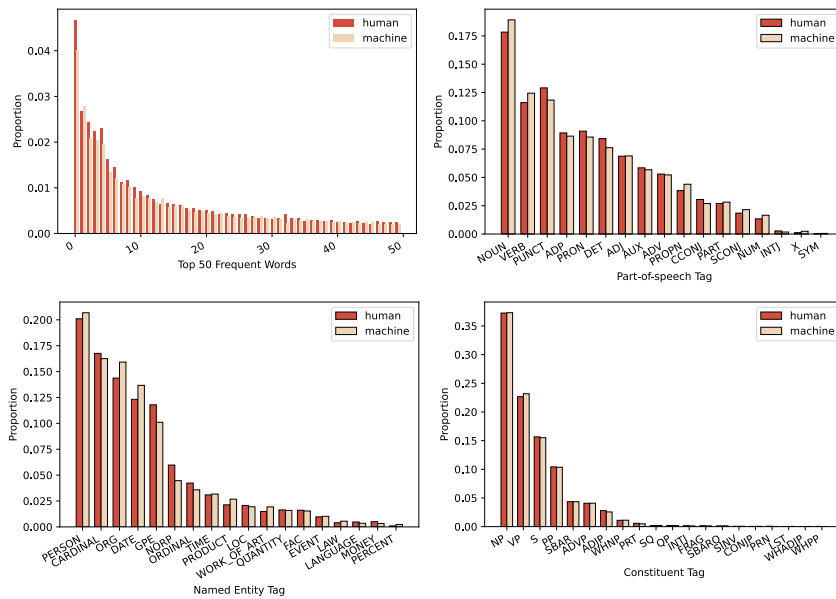 human
machine
0.04
0.03
0.02
0.01
0.00
Proportion
0 10 20 30 40 50
Top 50 Frequent Words
human
machine
0.175
0.150
0.125
0.100
0.075
0.050
0.025
0.000
Proportion
NOUN VERB PUNCT ADP PRON DET ADJ AUX ADV PROPN CCONJ PART SCONJ NUM INTJ X SYM
Part-of-speech Tag
human
machine
0.200
0.175
0.150
0.125
0.100
0.075
0.050
0.025
0.000
Proportion
PERSON CARDINAL ORG DATE GPE NORP ORDINAL TIME PRODUCT LOC WORK_OF_ART QUANTITY FAC EVENT LAW LANGUAGE MONEY PERCENT
Named Entity Tag
human
machine
0.35
0.30
0.25
0.20
0.15
0.10
0.05
0.00
Proportion
NP VP S PP SBAR ADVP ADJP WHNP PRT SQ QP INTJ FRAG SBARQ SINV CONJP PRN LST WHADJP WHPP
Constituent Tag